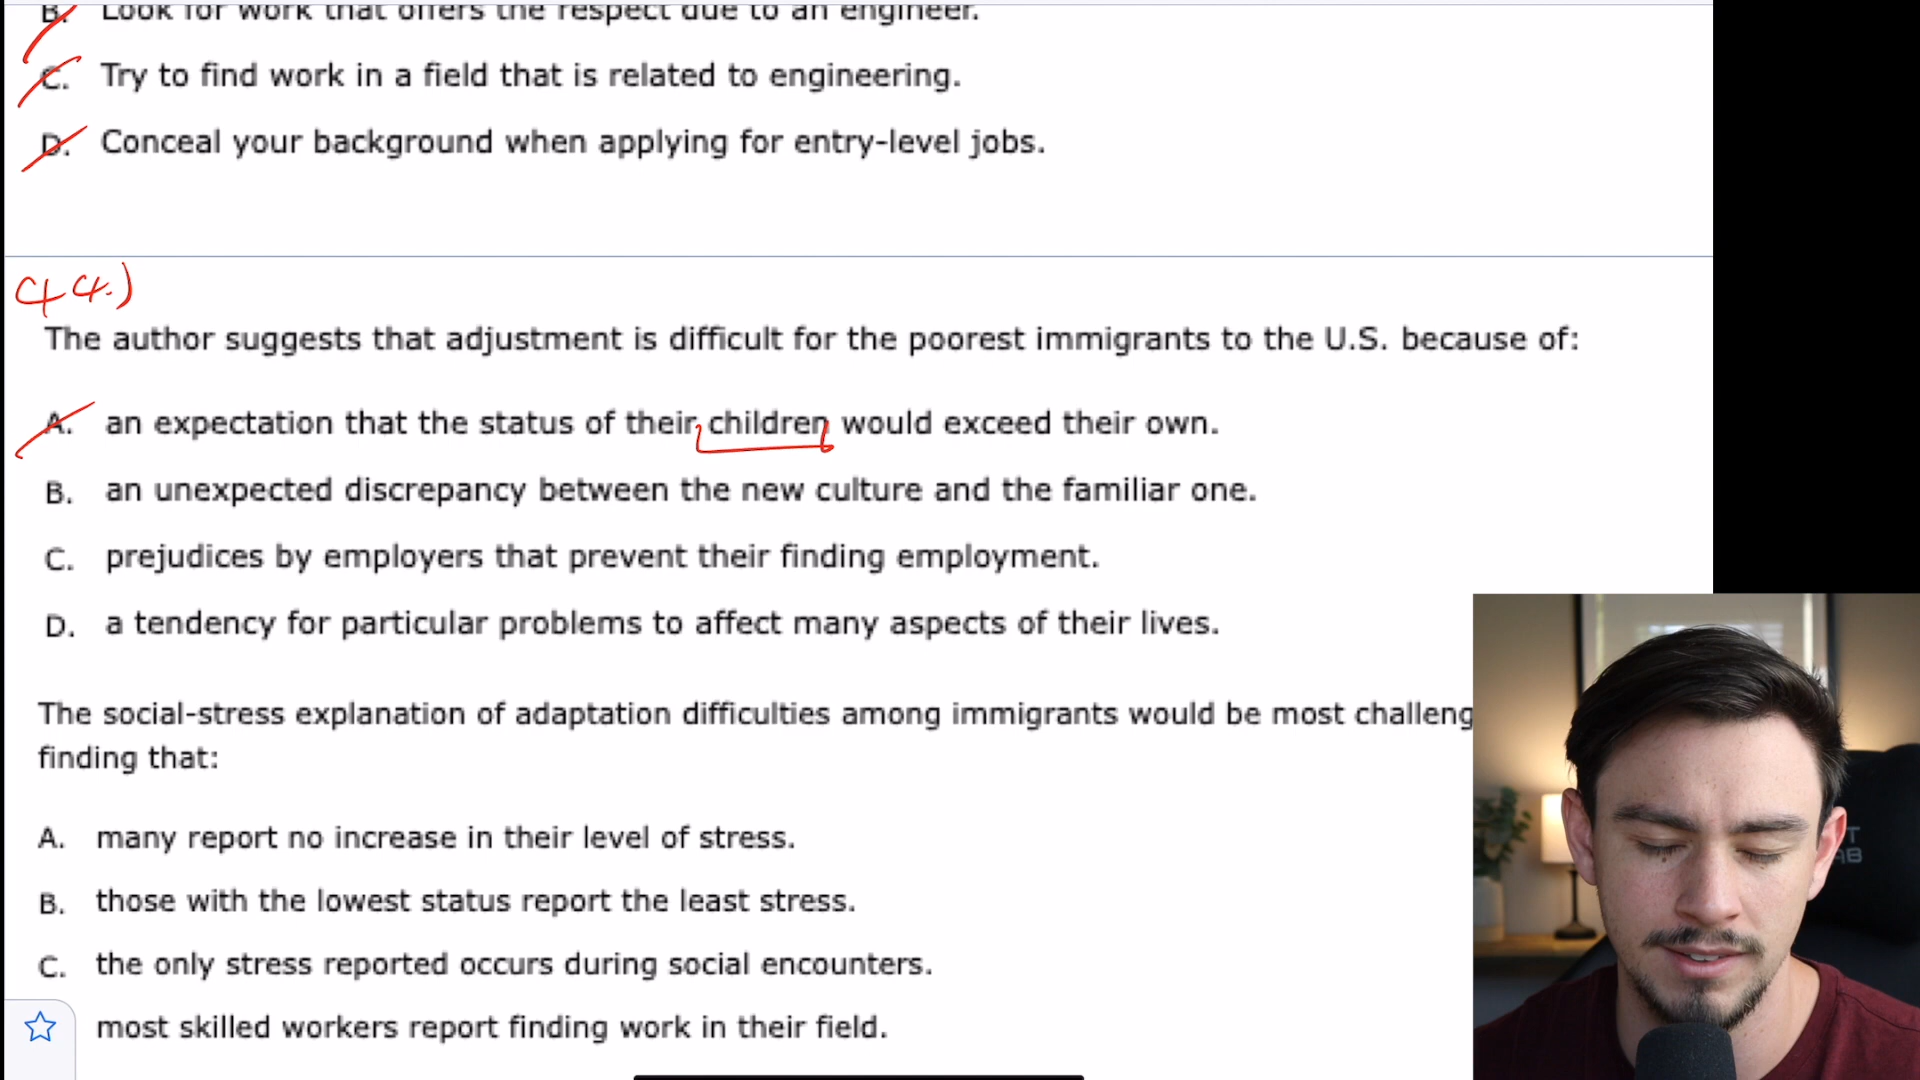 B. Look for work that offers the respect due to an engineer.
C. Try to find work in a field that is related to engineering.
D. Conceal your background when applying for entry-level jobs.
44.)
The author suggests that adjustment is difficult for the poorest immigrants to the U.S. because of:
A. an expectation that the status of their children would exceed their own.
B. an unexpected discrepancy between the new culture and the familiar one.
C. prejudices by employers that prevent their finding employment.
D. a tendency for particular problems to affect many aspects of their lives.
The social-stress explanation of adaptation difficulties among immigrants would be most challeng
finding that:
A. many report no increase in their level of stress.
B. those with the lowest status report the least stress.
C. the only stress reported occurs during social encounters.
most skilled workers report finding work in their field.